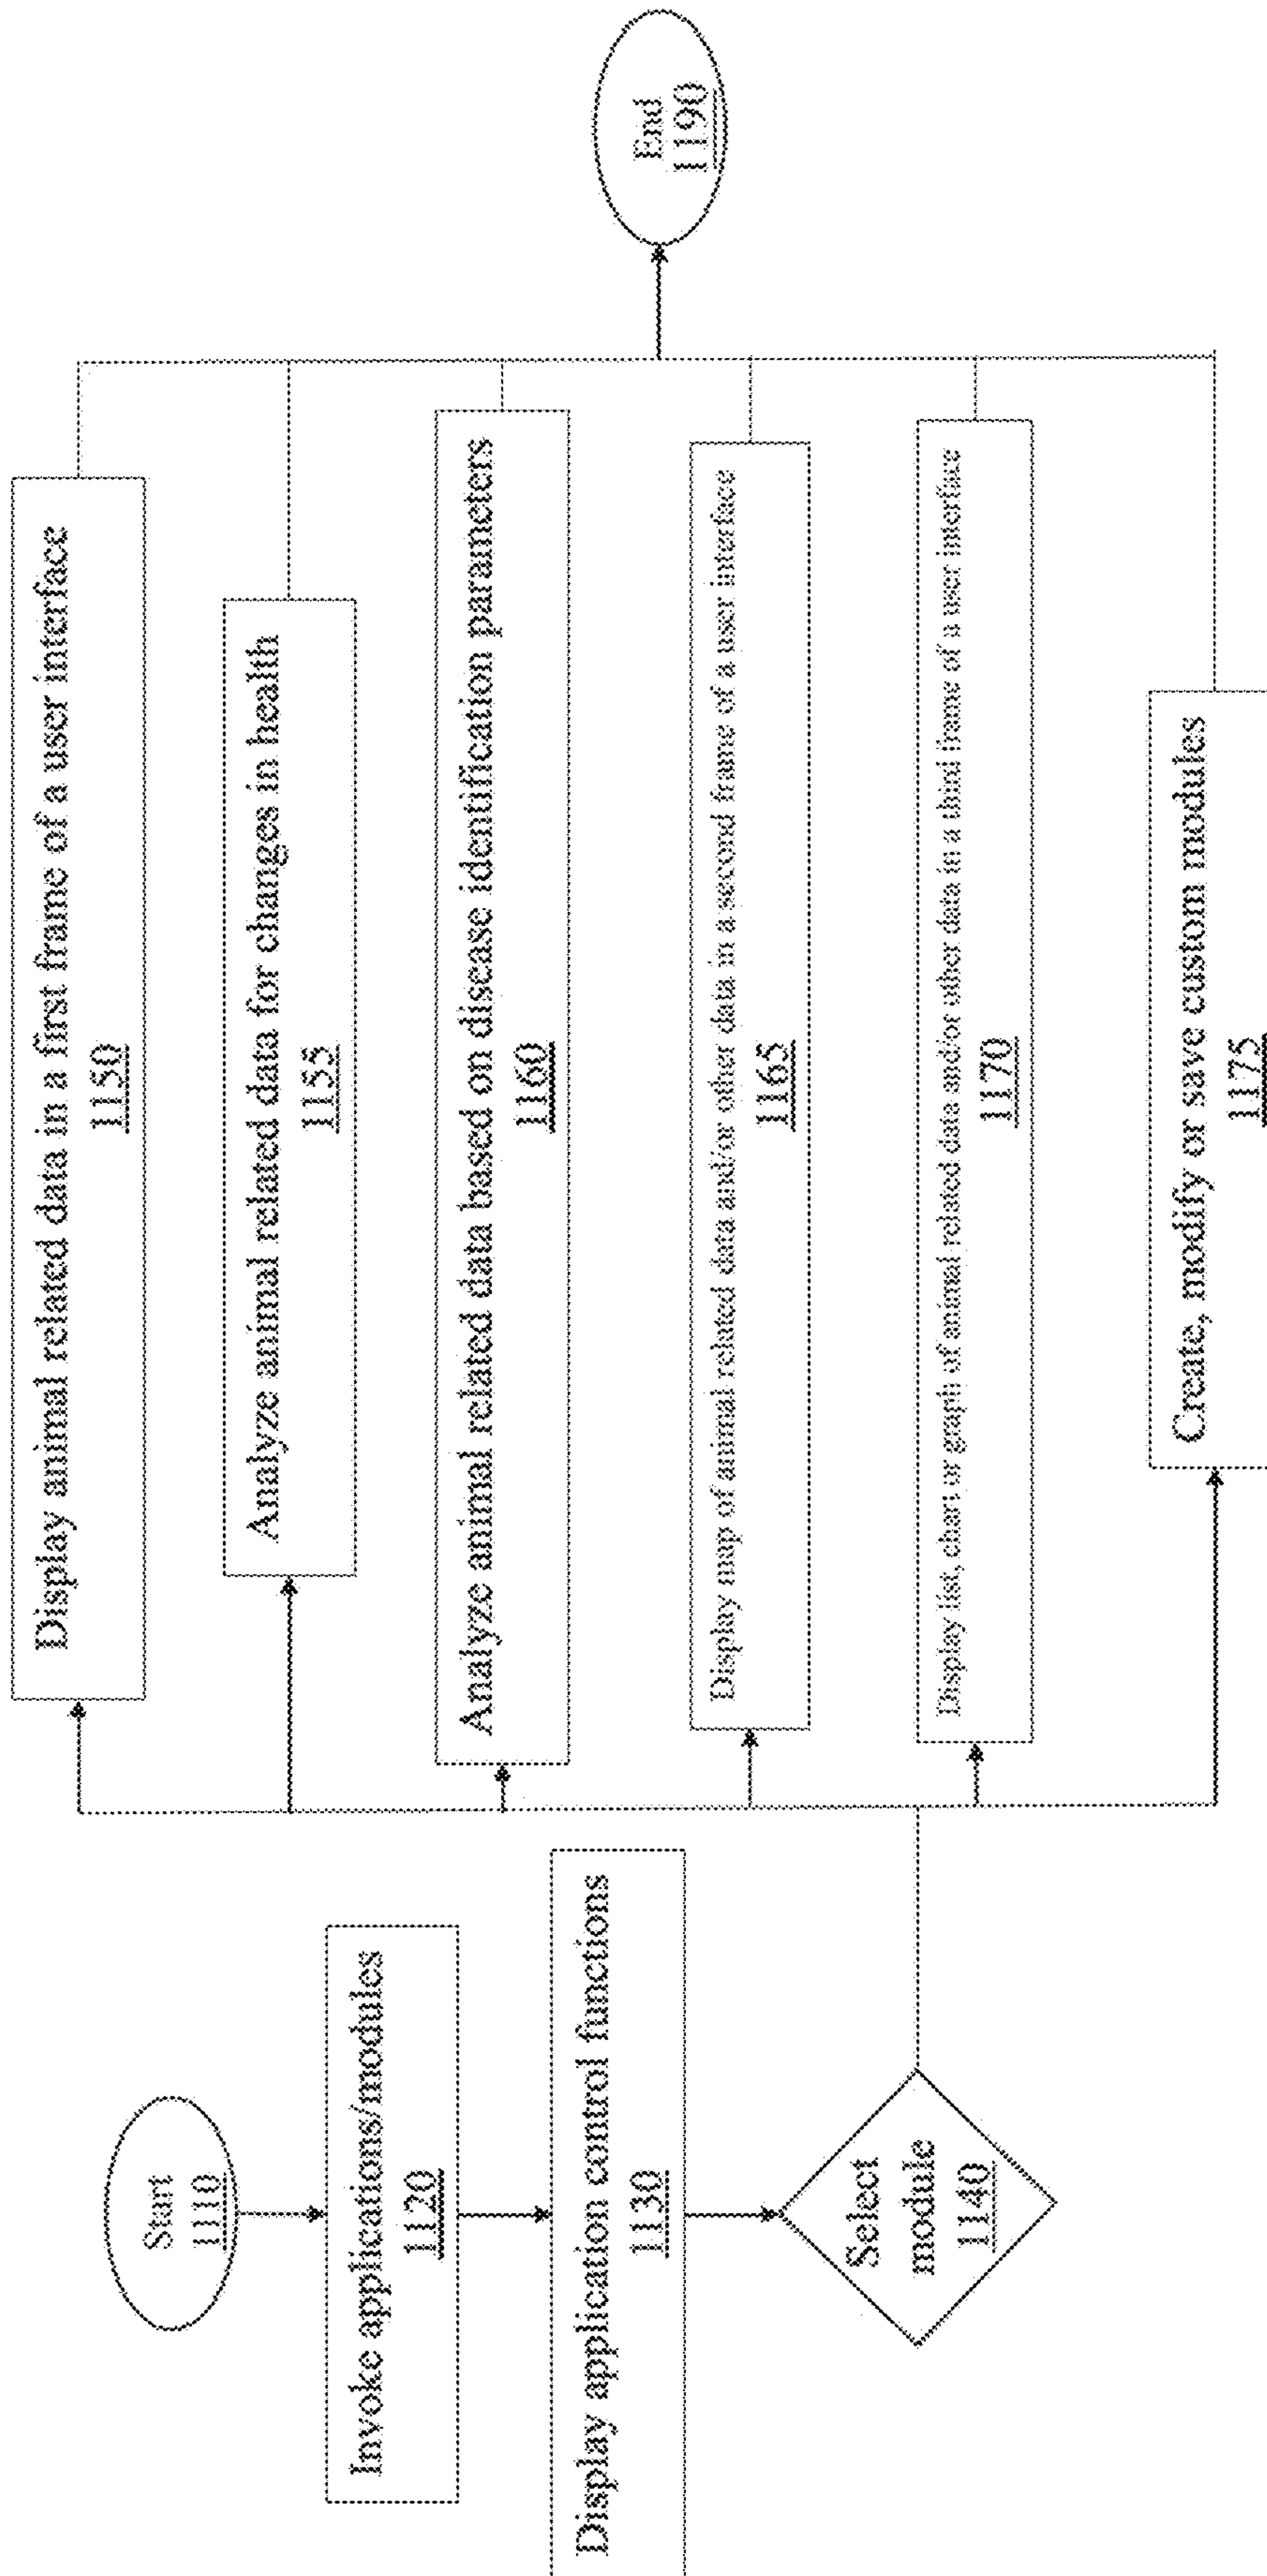 Start
1110
Invoke applications/modules
1120
Display application control functions
1130
Select
module
1140
Display animal related data in a first frame of a user interface
1150
Analyze animal related data for changes in health
1155
Analyze animal related data based on disease identification parameters
1160
Display map of animal related data and/or other data in a second frame of a user interface
1165
Display list, chart or graph of animal related data and/or other data in a third frame of a user interface
1170
Create, modify or save custom modules
1175
End
1190